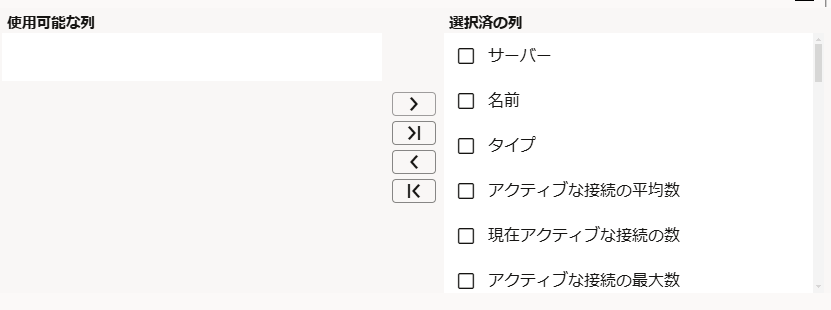 使用可能な列
選択済の列
サーバー
名前
タイプ
アクティブな接続の平均数
現在アクティブな接続の数
アクティブな接続の最大数